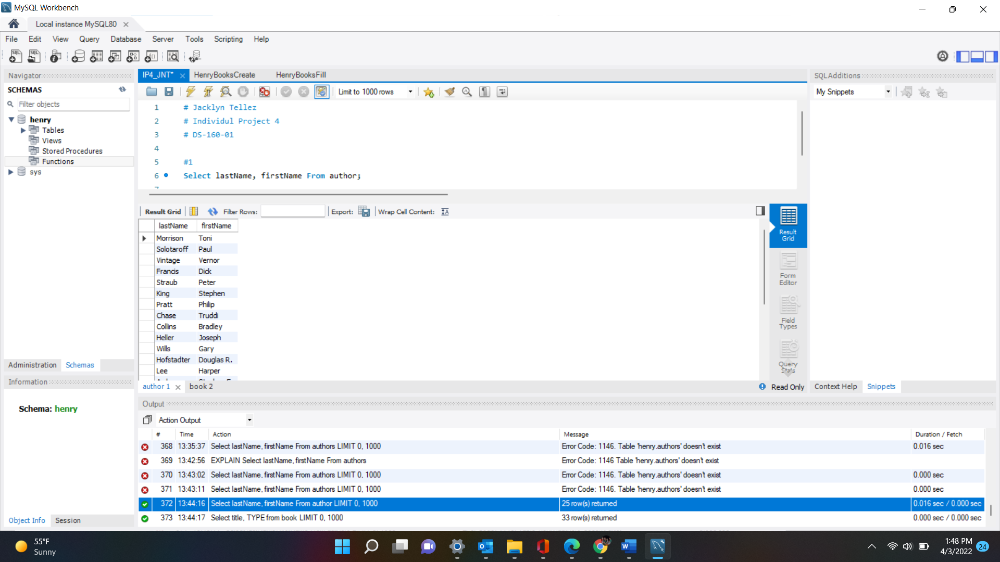 MySQL Workbench
Local instance MySQL80
File Edit View Query Database Server Tools Scripting Help
Navigator
SCHEMAS
Filter objects
henry
Tables
Views
Stored Procedures
Functions
sys
Administration Schemas
Information
Schema: henry
Object Info Session
IP4_JNT* HenryBooksCreate HenryBooksFill
Limit to 1000 rows
1 # Jacklyn Tellez
2 # Individul Project 4
3 # DS-160-01
4
5 #1
6 Select lastName, firstName From author;
Result Grid Filter Rows: Export: Wrap Cell Content:
lastName firstName
Morrison Toni
Solotaroff Paul
Vintage Vernor
Francis Dick
Straub Peter
King Stephen
Pratt Philip
Chase Truddi
Collins Bradley
Heller Joseph
Wills Gary
Hofstadter Douglas R.
Lee Harper
Result
Grid
Form
Editor
Field
Types
Query
Stats
author 1 book 2
Read Only
SQLAdditions
My Snippets
Context Help Snippets
Output
Action Output
# Time Action Message Duration / Fetch
368 13:35:37 Select lastName, firstName From authors LIMIT 0, 1000 Error Code: 1146. Table 'henry.authors' doesn't exist 0.016 sec
369 13:42:56 EXPLAIN Select lastName, firstName From authors Error Code: 1146 Table 'henry.authors' doesn't exist
370 13:43:02 Select lastName, firstName From authors LIMIT 0, 1000 Error Code: 1146. Table 'henry.authors' doesn't exist 0.000 sec
371 13:43:11 Select lastName, firstName From authors LIMIT 0, 1000 Error Code: 1146. Table 'henry.authors' doesn't exist 0.000 sec
372 13:44:16 Select lastName, firstName From author LIMIT 0, 1000 25 row(s) returned 0.016 sec / 0.000 sec
373 13:44:17 Select title, TYPE from book LIMIT 0, 1000 33 row(s) returned 0.000 sec / 0.000 sec
55°F
Sunny
1:48 PM
4/3/2022
24